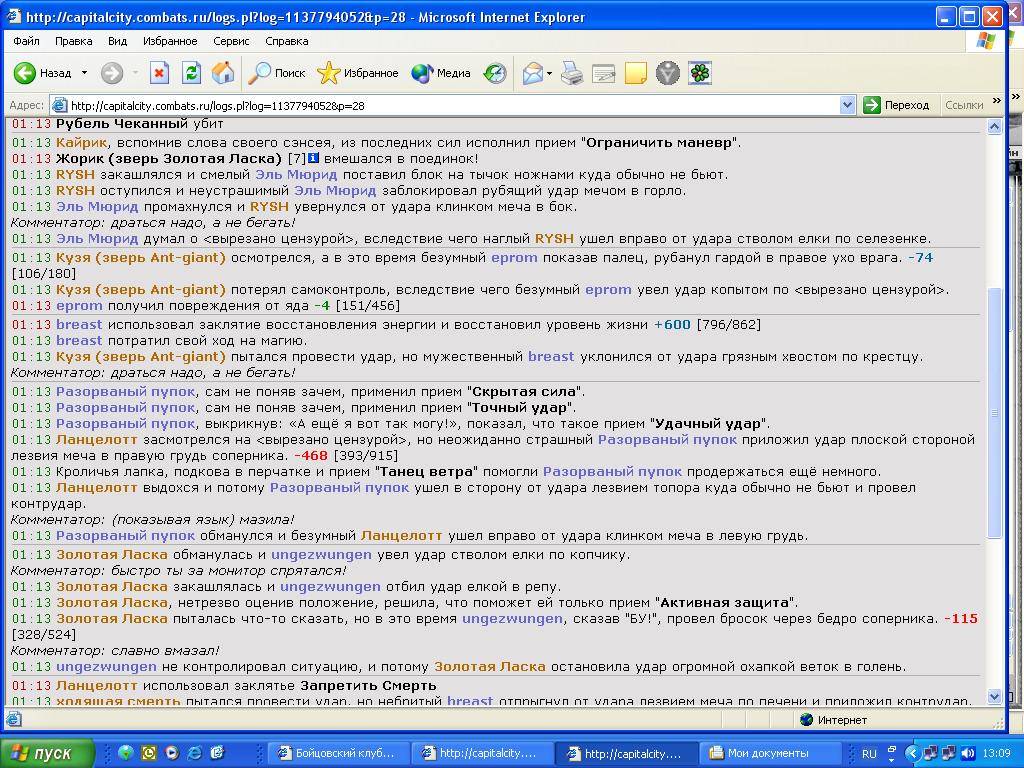 http://capitalcity.combats.ru/logs.pl?log=1137794052&p=28 - Microsoft Internet Explorer
Файл Правка Вид Избранное Сервис Справка
Назад Поиск Избранное Медиа
Адрес: http://capitalcity.combats.ru/logs.pl?log=1137794052&p=28 Переход Ссылки »
01:13 Рубель Чеканный убит
01:13 Кайрик, вспомнив слова своего сэнсея, из последних сил исполнил прием "Ограничить маневр".
01:13 Жорик (зверь Золотая Ласка) [7] вмешался в поединок!
01:13 RYSH закашлялся и смелый Эль Мюрид поставил блок на тычок ножнами куда обычно не бьют.
01:13 RYSH оступился и неустрашимый Эль Мюрид заблокировал рубящий удар мечом в горло.
01:13 Эль Мюрид промахнулся и RYSH увернулся от удара клинком меча в бок.
Комментатор: драться надо, а не бегать!
01:13 Эль Мюрид думал о <вырезано цензурой>, вследствие чего наглый RYSH ушел вправо от удара стволом елки по селезенке.
01:13 Кузя (зверь Ant-giant) осмотрелся, а в это время безумный eprom показав палец, рубанул гардой в правое ухо врага. -74
[106/180]
01:13 Кузя (зверь Ant-giant) потерял самоконтроль, вследствие чего безумный eprom увел удар копытом по <вырезано цензурой>.
01:13 eprom получил повреждения от яда -4 [151/456]
01:13 breast использовал заклятие восстановления энергии и восстановил уровень жизни +600 [796/862]
01:13 breast потратил свой ход на магию.
01:13 Кузя (зверь Ant-giant) пытался провести удар, но мужественный breast уклонился от удара грязным хвостом по крестцу.
Комментатор: драться надо, а не бегать!
01:13 Разорваный пупок, сам не поняв зачем, применил прием "Скрытая сила".
01:13 Разорваный пупок, сам не поняв зачем, применил прием "Точный удар".
01:13 Разорваный пупок, выкрикнув: «А ещё я вот так могу!», показал, что такое прием "Удачный удар".
01:13 Ланцелотт засмотрелся на <вырезано цензурой>, но неожиданно страшный Разорваный пупок приложил удар плоской стороной
лезвия меча в правую грудь соперника. -468 [393/915]
01:13 Кроличья лапка, подкова в перчатке и прием "Танец ветра" помогли Разорваный пупок продержаться ещё немного.
01:13 Ланцелотт выдохся и потому Разорваный пупок ушел в сторону от удара лезвием топора куда обычно не бьют и провел
контрудар.
Комментатор: (показывая язык) мазила!
01:13 Разорваный пупок обманулся и безумный Ланцелотт ушел вправо от удара клинком меча в левую грудь.
01:13 Золотая Ласка обманулась и ungezwungen увел удар стволом елки по копчику.
Комментатор: быстро ты за монитор спрятался!
01:13 Золотая Ласка закашлялась и ungezwungen отбил удар елкой в репу.
01:13 Золотая Ласка, нетрезво оценив положение, решила, что поможет ей только прием "Активная защита".
01:13 Золотая Ласка пыталась что-то сказать, но в это время ungezwungen, сказав "БУ!", провел бросок через бедро соперника. -115
[328/524]
Комментатор: славно вмазал!
01:13 ungezwungen не контролировал ситуацию, и потому Золотая Ласка остановила удар огромной охапкой веток в голень.
01:13 Ланцелотт использовал заклятье Запретить Смерть
01:13 ходящая смерть пытался провести удар, но небритый breast отпрыгнул от удара лезвием меча по печени и приложил контрудар.
Интернет
пуск Бойцовский клуб... http://capitalcity.... http://capitalcity.... Мои документы RU 13:09